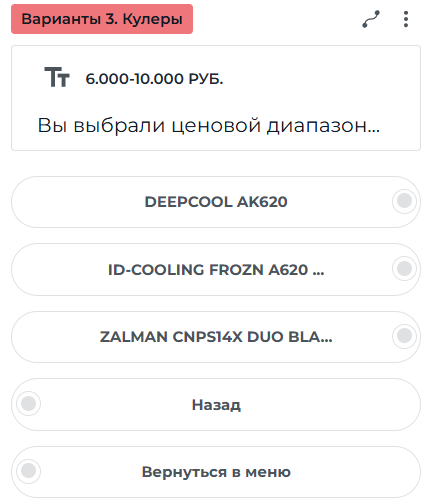 Варианты 3. Кулеры
6.000-10.000 РУБ.
Вы выбрали ценовой диапазон...
DEEPCOOL AK620
ID-COOLING FROZN A620 ...
ZALMAN CNPS14X DUO BLA...
Назад
Вернуться в меню